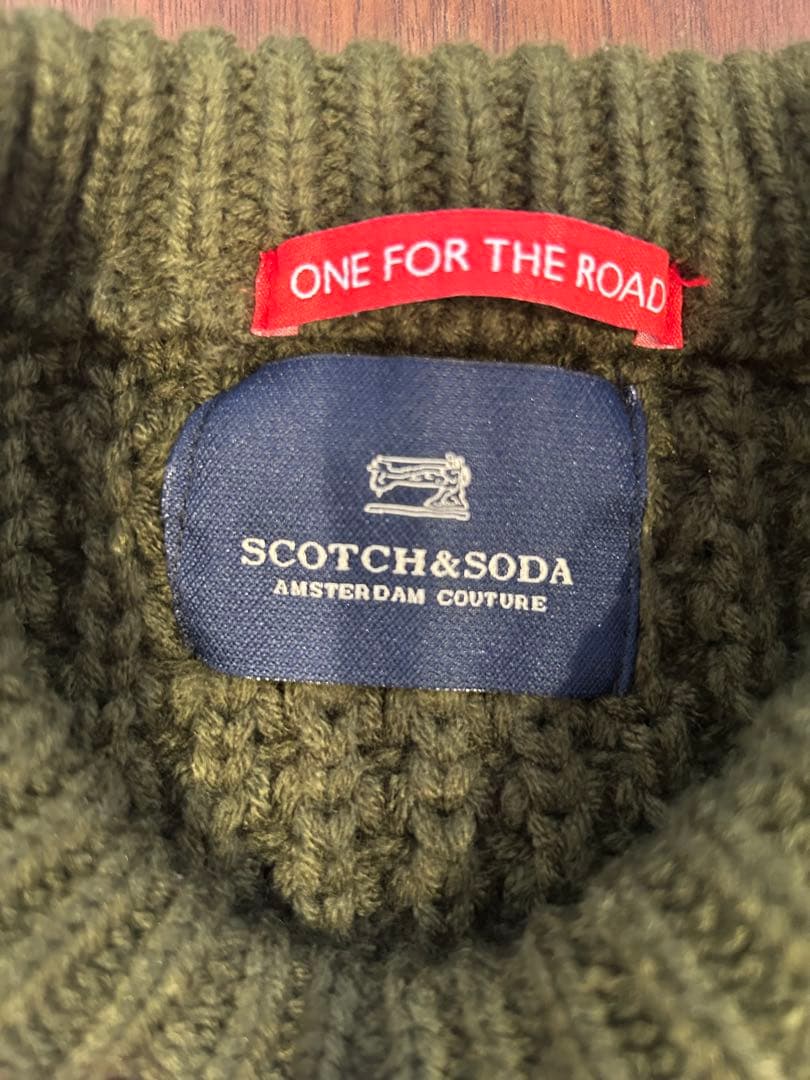 ONE FOR THE ROAD
SCOTCH&SODA
AMSTERDAM COUTURE